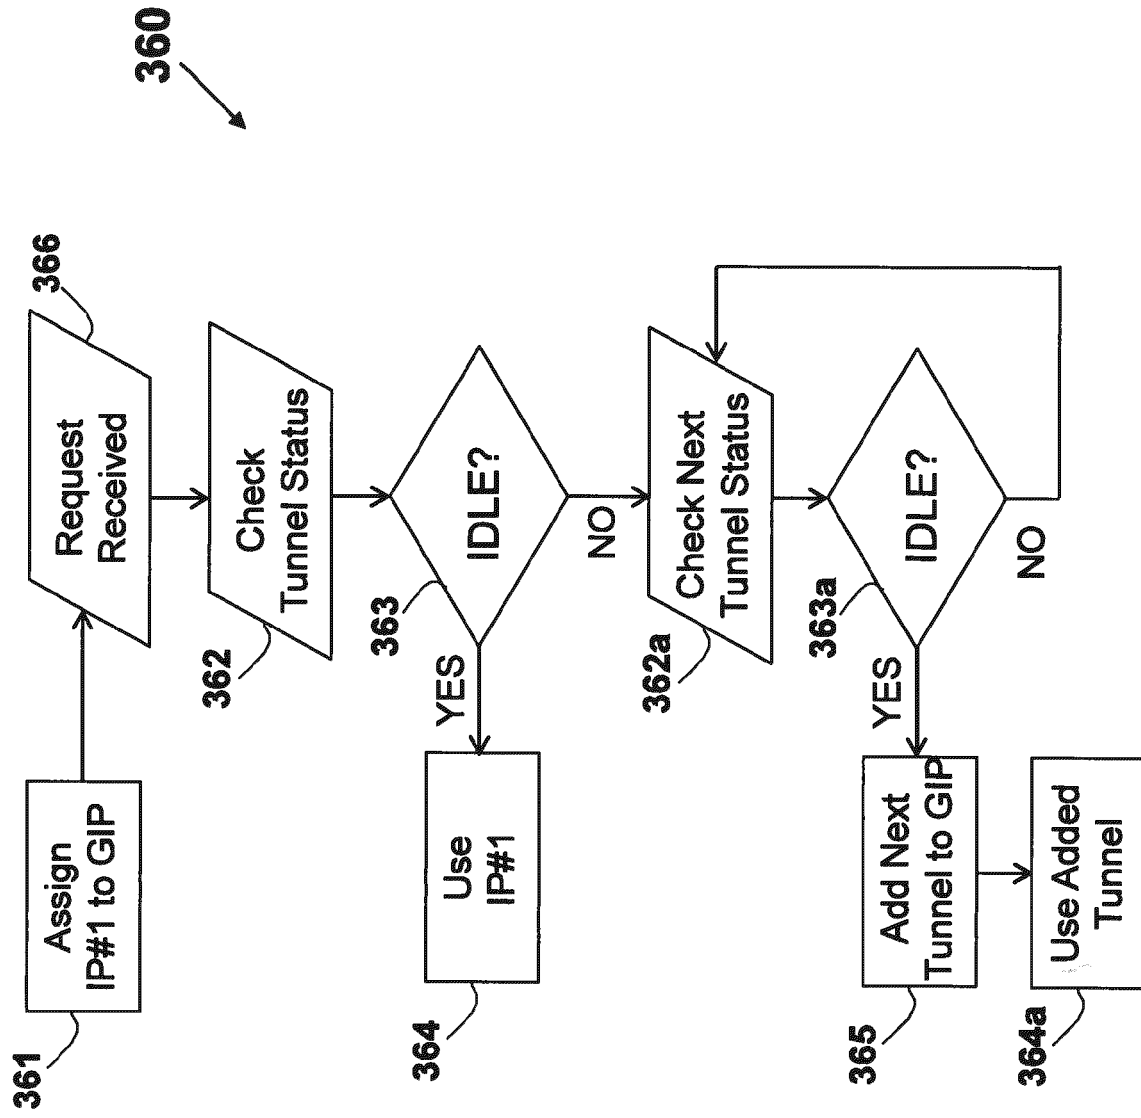 360
361
Assign
IP#1 to GIP
366
Request
Received
362
Check
Tunnel Status
363
IDLE?
YES
NO
364
Use
IP#1
362a
Check Next
Tunnel Status
363a
IDLE?
YES
NO
365
Add Next
Tunnel to GIP
364a
Use Added
Tunnel